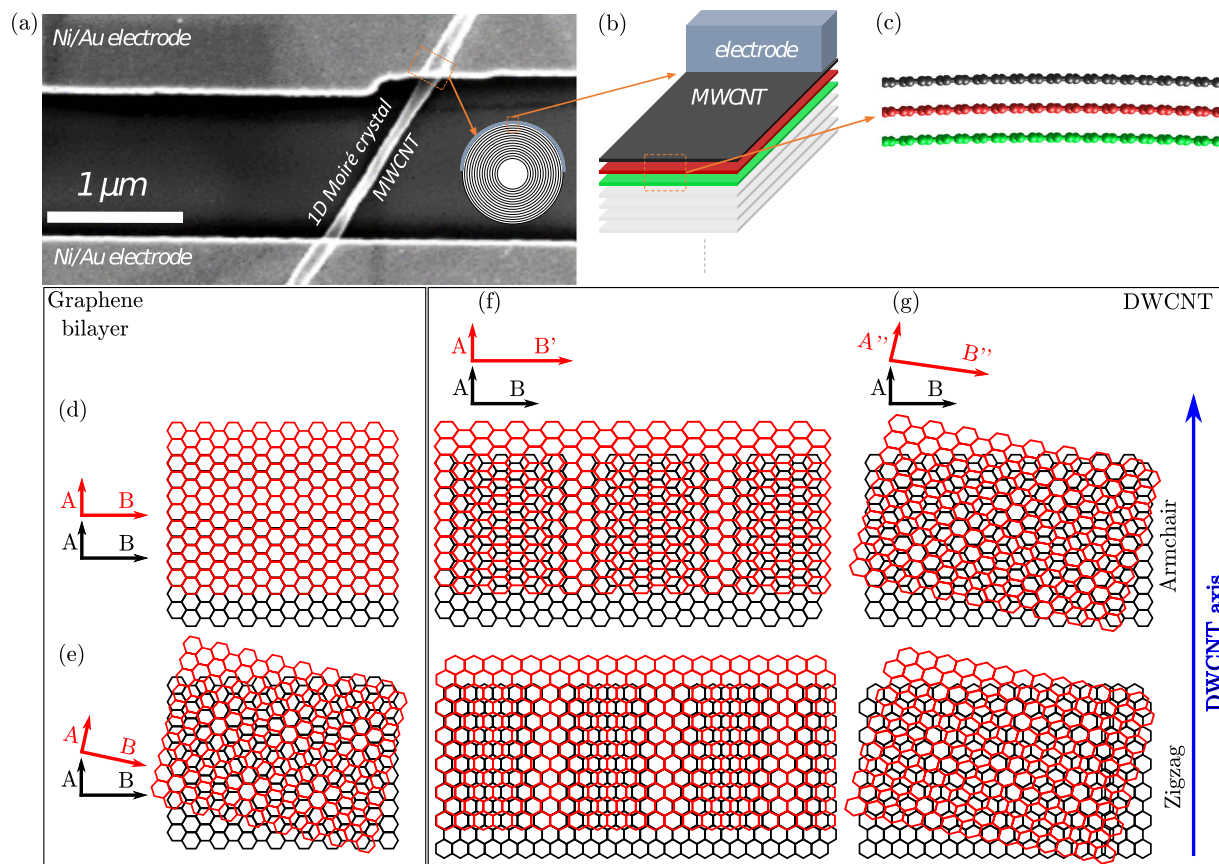 (a)
Ni/Au electrode
1D Moiré crystal
MWCNT
1 µm
Ni/Au electrode
(b)
electrode
MWCNT
(c)
Graphene
bilayer
(d)
A
B
A
B
(e)
A
B
A
B
(f)
A
B'
A
B
(g)
DWCNT
A''
B''
A
B
Armchair
Zigzag
DWCNT axis